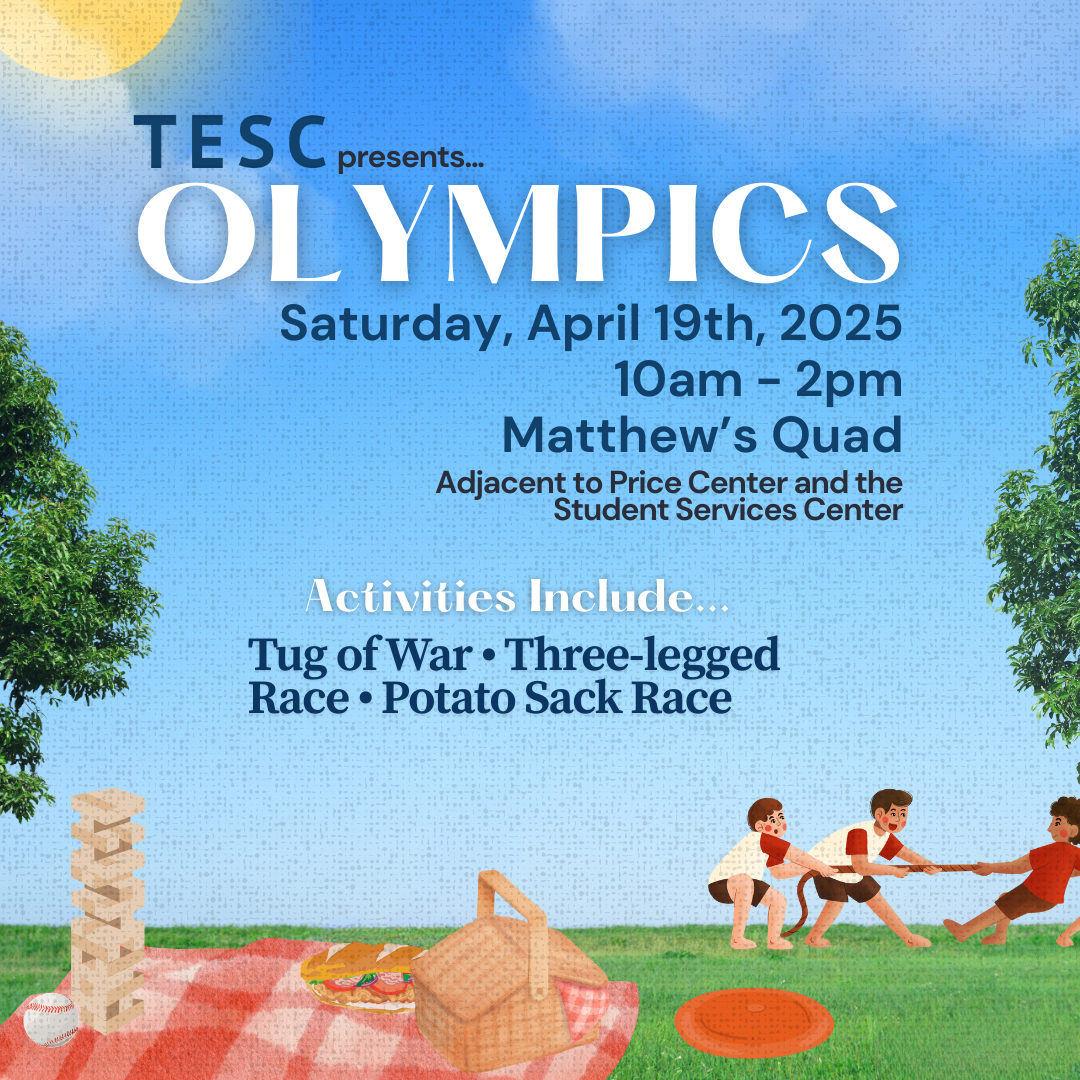 TESC presents...
OLYMPICS
Saturday, April 19th, 2025
10am - 2pm
Matthew's Quad
Adjacent to Price Center and the
Student Services Center
Activities Include...
Tug of War • Three-legged
Race • Potato Sack Race